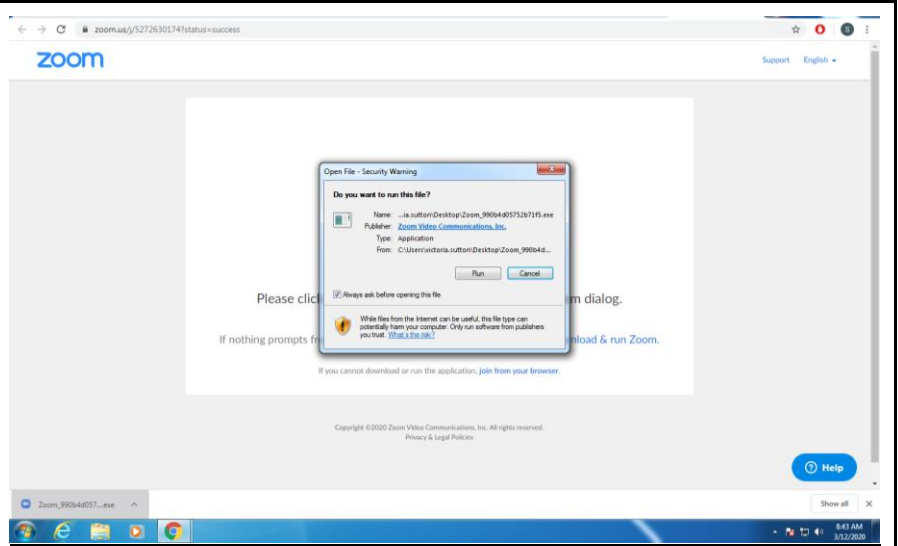 zoom.us/j/5272630174?status=success
S
zoom
Support English
Open File - Security Warning
Do you want to run this file?
Name: ...ia.sutton\Desktop\Zoom_990b4d05752b71f5.exe
Publisher: Zoom Video Communications, Inc.
Type: Application
From: C:\Users\victoria.sutton\Desktop\Zoom_990b4d...
Run Cancel
Always ask before opening this file
While files from the Internet can be useful, this file type can
potentially harm your computer. Only run software from publishers
you trust. What's the risk?
Please clic m dialog.
If nothing prompts fr nload & run Zoom.
If you cannot download or run the application, join from your browser.
Copyright ©2020 Zoom Video Communications, Inc. All rights reserved.
Privacy & Legal Policies
Help
Zoom_990b4d057....exe Show all
8:43 AM
3/12/2020